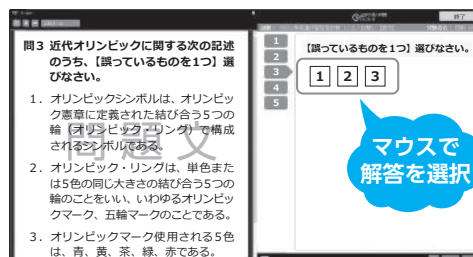 問3 近代オリンピックに関する次の記述
のうち、【誤っているものを1つ】選
びなさい。
1. オリンピックシンボルは、オリンピッ
ク憲章に定義された結び合う5つの
輪(オリンピック・リング)で構成
されるシンボルである。
問題文
2. オリンピック・リングは、単色また
は5色の同じ大きさの結び合う5つの
輪のことをいい、いわゆるオリンピッ
クマーク、五輪マークのことである。
3. オリンピックマーク使用される5色
は、青、黄、茶、緑、赤である。
終了
1
2
3
4
5
【誤っているものを1つ】選びなさい。
1 2 3
マウスで
解答を選択